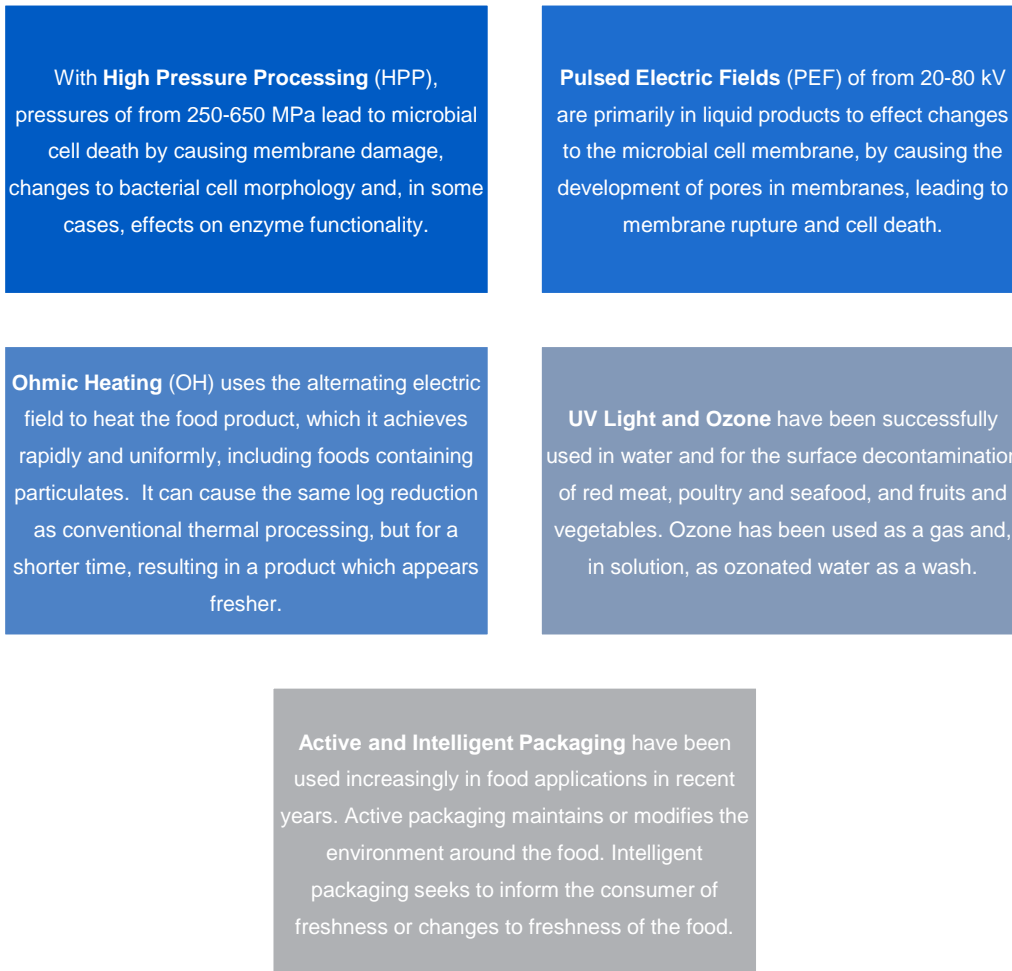 With High Pressure Processing (HPP),
pressures of from 250-650 MPa lead to microbial
cell death by causing membrane damage,
changes to bacterial cell morphology and, in some
cases, effects on enzyme functionality.
Pulsed Electric Fields (PEF) of from 20-80 kV
are primarily in liquid products to effect changes
to the microbial cell membrane, by causing the
development of pores in membranes, leading to
membrane rupture and cell death.
Ohmic Heating (OH) uses the alternating electric
field to heat the food product, which it achieves
rapidly and uniformly, including foods containing
particulates.  It can cause the same log reduction
as conventional thermal processing, but for a
shorter time, resulting in a product which appears
fresher.
UV Light and Ozone have been successfully
used in water and for the surface decontamination
of red meat, poultry and seafood, and fruits and
vegetables. Ozone has been used as a gas and,
in solution, as ozonated water as a wash.
Active and Intelligent Packaging have been
used increasingly in food applications in recent
years. Active packaging maintains or modifies the
environment around the food. Intelligent
packaging seeks to inform the consumer of
freshness or changes to freshness of the food.